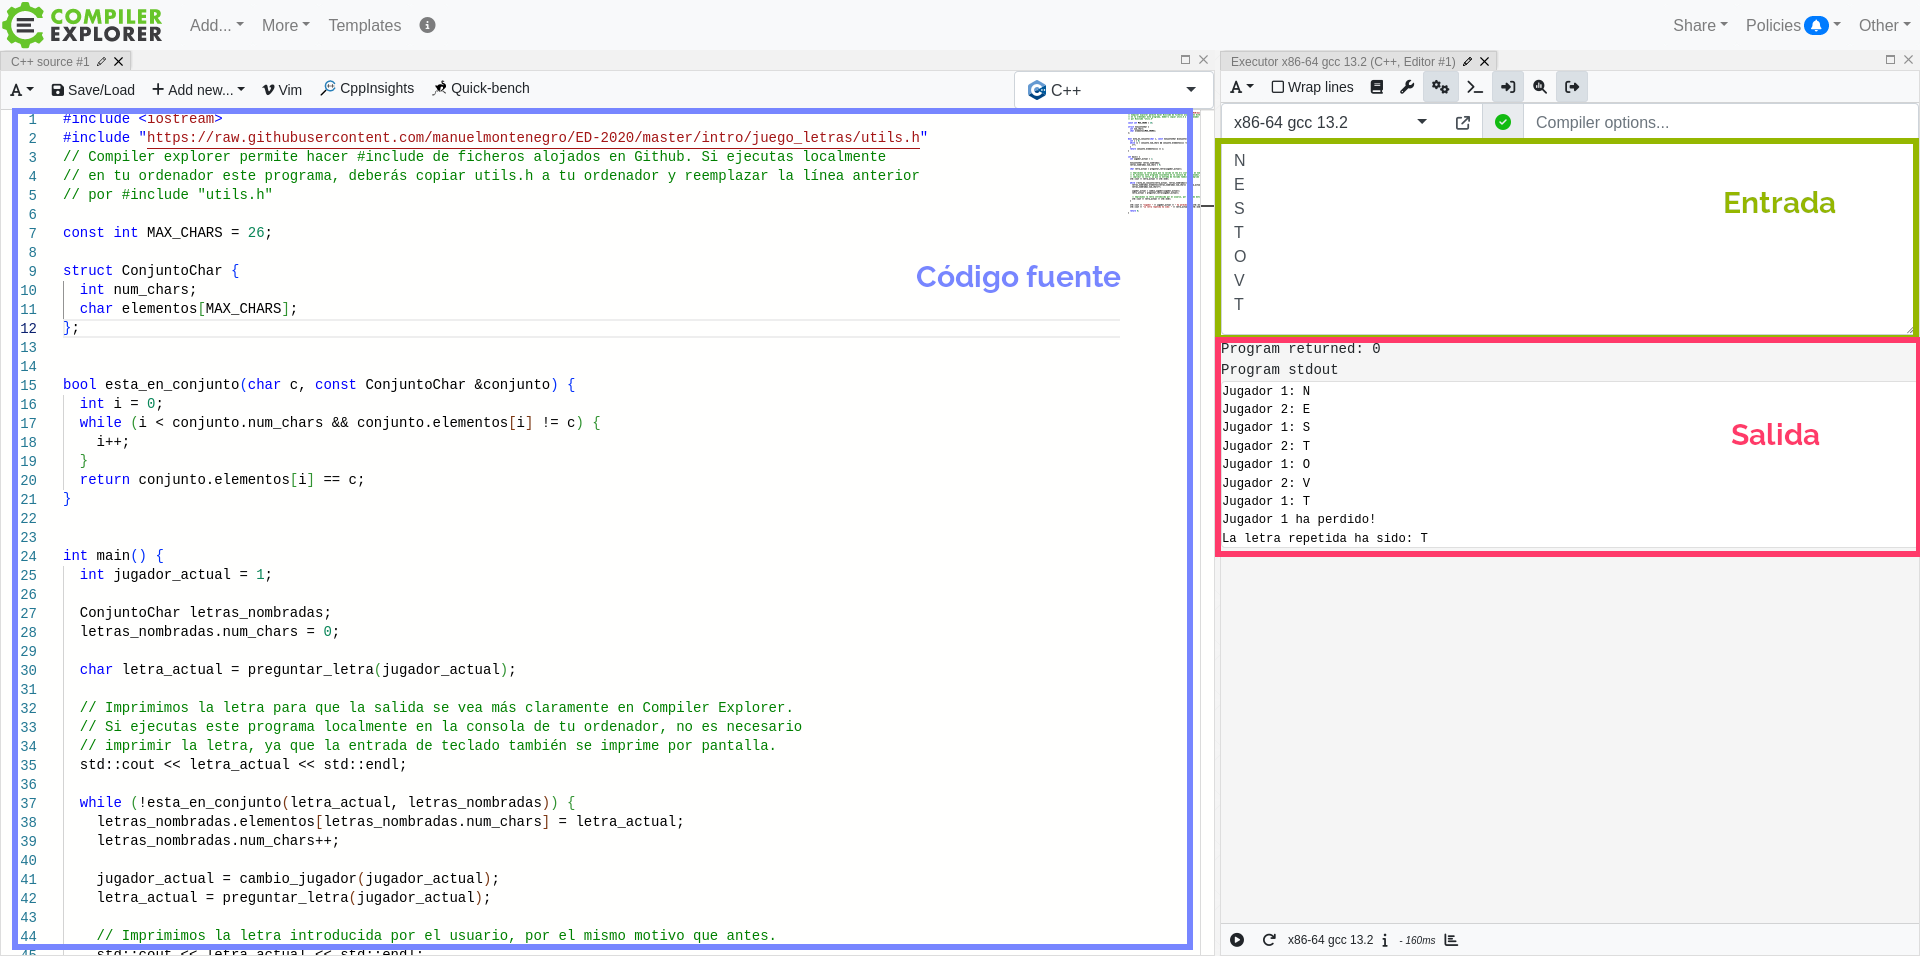 COMPILER
EXPLORER
Add...
More
Templates
Share
Policies
Other
C++ source #1
A
Save/Load
Add new...
Vim
CppInsights
Quick-bench
C++
1 #include <iostream>
2 #include "https://raw.githubusercontent.com/manuelmontenegro/ED-2020/master/intro/juego_letras/utils.h"
3 // Compiler explorer permite hacer #include de ficheros alojados en Github. Si ejecutas localmente
4 // en tu ordenador este programa, deberás copiar utils.h a tu ordenador y reemplazar la línea anterior
5 // por #include "utils.h"
6
7 const int MAX_CHARS = 26;
8
9 struct ConjuntoChar {
10 int num_chars;
11 char elementos[MAX_CHARS];
12 };
13
14
15 bool esta_en_conjunto(char c, const ConjuntoChar &conjunto) {
16 int i = 0;
17 while (i < conjunto.num_chars && conjunto.elementos[i] != c) {
18 i++;
19 }
20 return conjunto.elementos[i] == c;
21 }
22
23
24 int main() {
25 int jugador_actual = 1;
26
27 ConjuntoChar letras_nombradas;
28 letras_nombradas.num_chars = 0;
29
30 char letra_actual = preguntar_letra(jugador_actual);
31
32 // Imprimimos la letra para que la salida se vea más claramente en Compiler Explorer.
33 // Si ejecutas este programa localmente en la consola de tu ordenador, no es necesario
34 // imprimir la letra, ya que la entrada de teclado también se imprime por pantalla.
35 std::cout << letra_actual << std::endl;
36
37 while (!esta_en_conjunto(letra_actual, letras_nombradas)) {
38 letras_nombradas.elementos[letras_nombradas.num_chars] = letra_actual;
39 letras_nombradas.num_chars++;
40
41 jugador_actual = cambio_jugador(jugador_actual);
42 letra_actual = preguntar_letra(jugador_actual);
43
44 // Imprimimos la letra introducida por el usuario, por el mismo motivo que antes.
45 std::cout << letra_actual << std::endl;
Código fuente
Executor x86-64 gcc 13.2 (C++, Editor #1)
A
Wrap lines
x86-64 gcc 13.2
Compiler options...
N
E
S
T
O
V
T
Entrada
Program returned: 0
Program stdout
Jugador 1: N
Jugador 2: E
Jugador 1: S
Jugador 2: T
Jugador 1: O
Jugador 2: V
Jugador 1: T
Jugador 1 ha perdido!
La letra repetida ha sido: T
Salida
x86-64 gcc 13.2
- 160ms